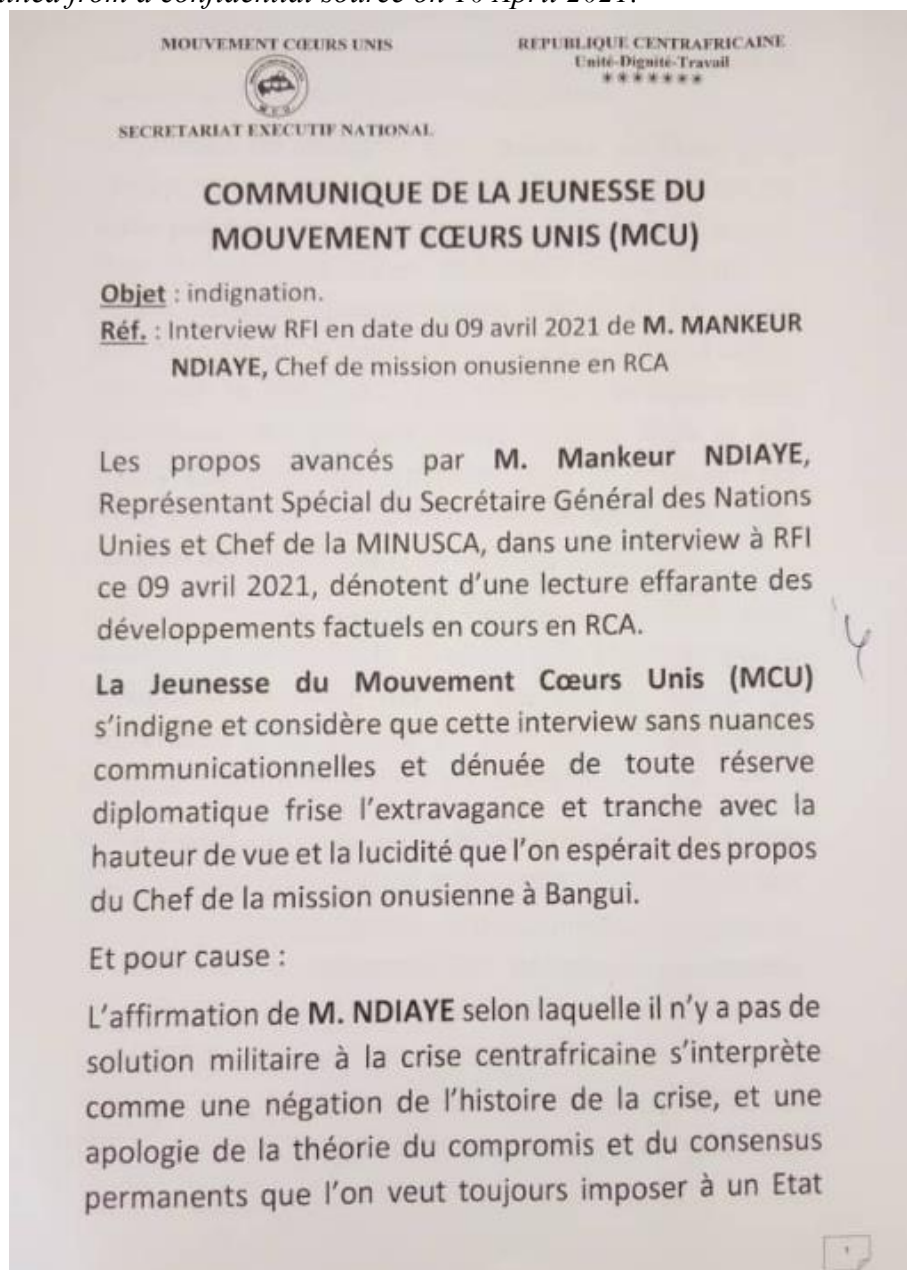 from a confidential source on 10 April 2021.
MOUVEMENT CŒURS UNIS
M C U
SECRETARIAT EXECUTIF NATIONAL
REPUBLIQUE CENTRAFRICAINE
Unité-Dignité-Travail
*******
COMMUNIQUE DE LA JEUNESSE DU
MOUVEMENT CŒURS UNIS (MCU)
Objet : indignation.
Réf. : Interview RFI en date du 09 avril 2021 de M. MANKEUR
NDIAYE, Chef de mission onusienne en RCA
Les propos avancés par M. Mankeur NDIAYE,
Représentant Spécial du Secrétaire Général des Nations
Unies et Chef de la MINUSCA, dans une interview à RFI
ce 09 avril 2021, dénotent d'une lecture effarante des
développements factuels en cours en RCA.
La Jeunesse du Mouvement Cœurs Unis (MCU)
s'indigne et considère que cette interview sans nuances
communicationnelles et dénuée de toute réserve
diplomatique frise l'extravagance et tranche avec la
hauteur de vue et la lucidité que l'on espérait des propos
du Chef de la mission onusienne à Bangui.
Et pour cause :
L'affirmation de M. NDIAYE selon laquelle il n'y a pas de
solution militaire à la crise centrafricaine s'interprète
comme une négation de l'histoire de la crise, et une
apologie de la théorie du compromis et du consensus
permanents que l'on veut toujours imposer à un Etat
1